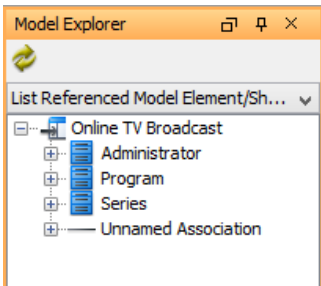 Model Explorer
List Referenced Model Element/Sh...
Online TV Broadcast
Administrator
Program
Series
Unnamed Association